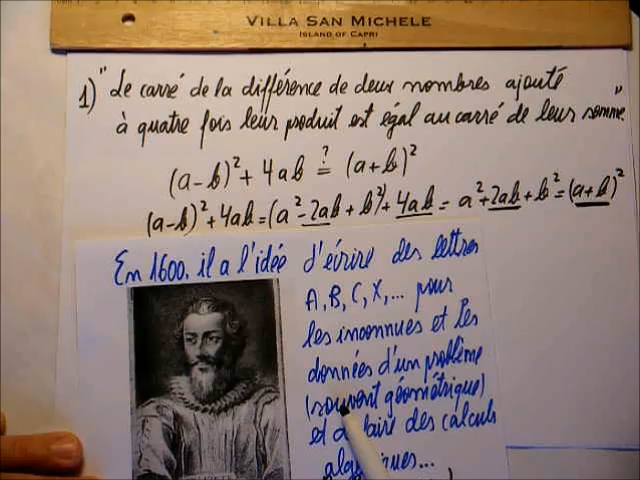 VILLA SAN MICHELE
ISLAND OF CAPRI
1) "Le carré de la différence de deux nombres ajouté
à quatre fois leur produit est égal au carré de leur somme."
(a-b)² + 4ab ?= (a+b)²
(a-b)² + 4ab = (a² - 2ab + b²) + 4ab = a² + 2ab + b² = (a+b)²
En 1600, il a l'idée d'écrire des lettres
A, B, C, X, ... pour
les inconnues et les
données d'un problème
(souvent géométrique)
et de faire des calculs